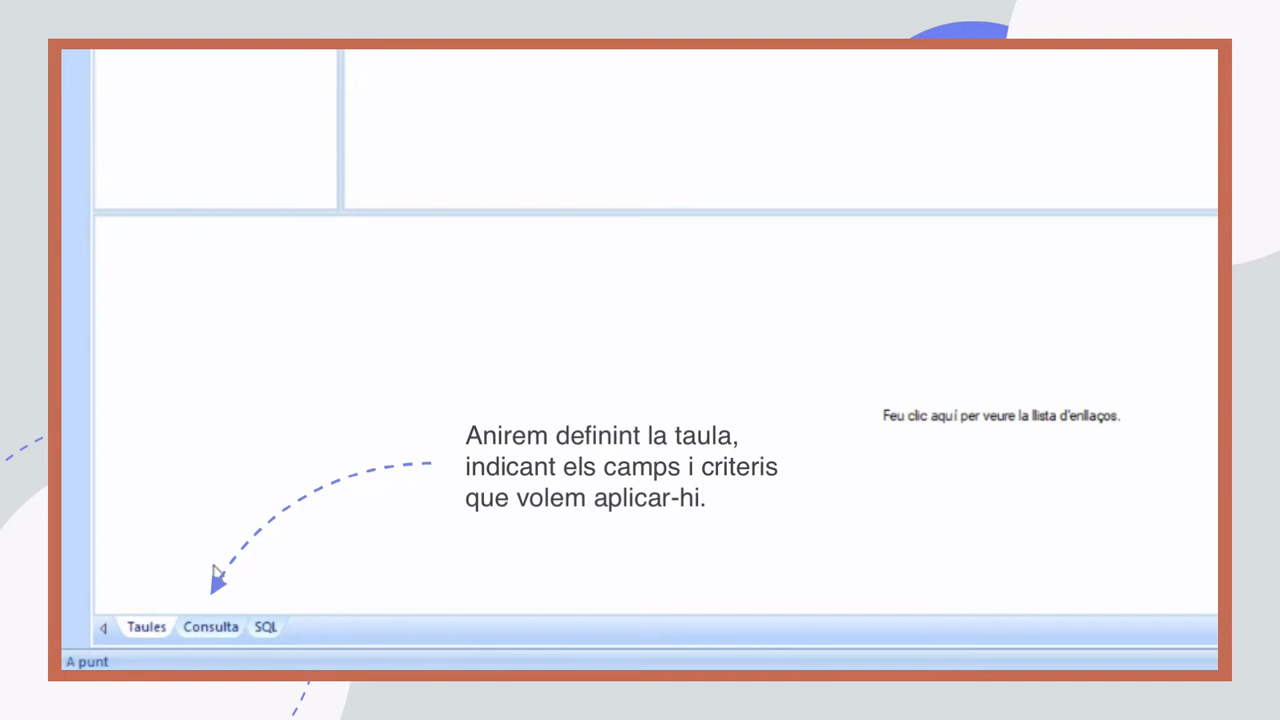 Feu clic aquí per veure la llista d'enllaços.
Anirem definint la taula,
indicant els camps i criteris
que volem aplicar-hi.
Taules Consulta SQL
A punt